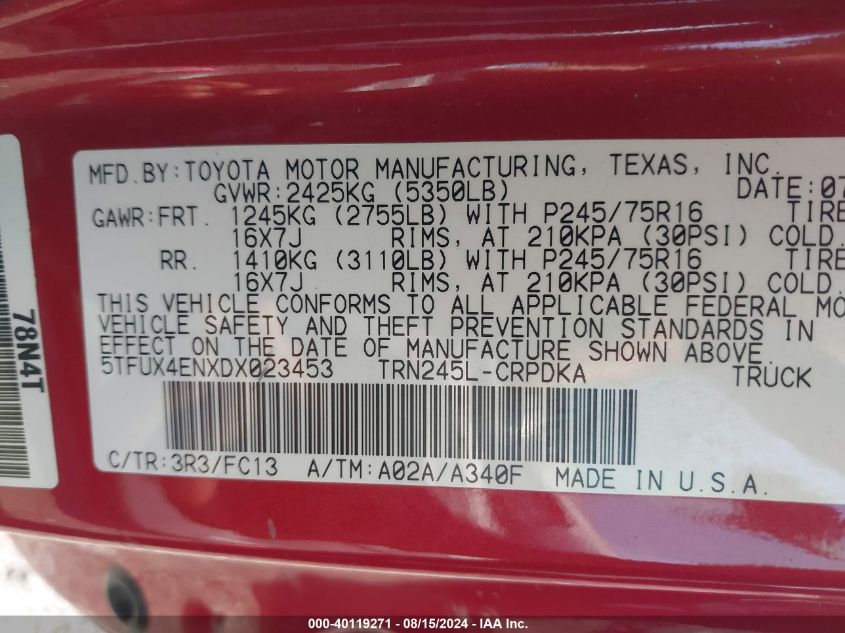 MFD. BY: TOYOTA MOTOR MANUFACTURING, TEXAS, INC.
GVWR: 2425KG (5350LB) DATE: 07
GAWR: FRT. 1245KG (2755LB) WITH P245/75R16 TIRE
16X7J RIMS, AT 210KPA (30PSI) COLD.
RR. 1410KG (3110LB) WITH P245/75R16 TIRE
16X7J RIMS, AT 210KPA (30PSI) COLD.
THIS VEHICLE CONFORMS TO ALL APPLICABLE FEDERAL MO
VEHICLE SAFETY AND THEFT PREVENTION STANDARDS IN
EFFECT ON THE DATE OF MANUFACTURE SHOWN ABOVE.
5TFUX4ENXDX023453 TRN245L-CRPDKA TRUCK
C/TR: 3R3/FC13 A/TM: A02A/A340F MADE IN U.S.A.
78N4T
000-40119271 - 08/15/2024 - IAAI.com